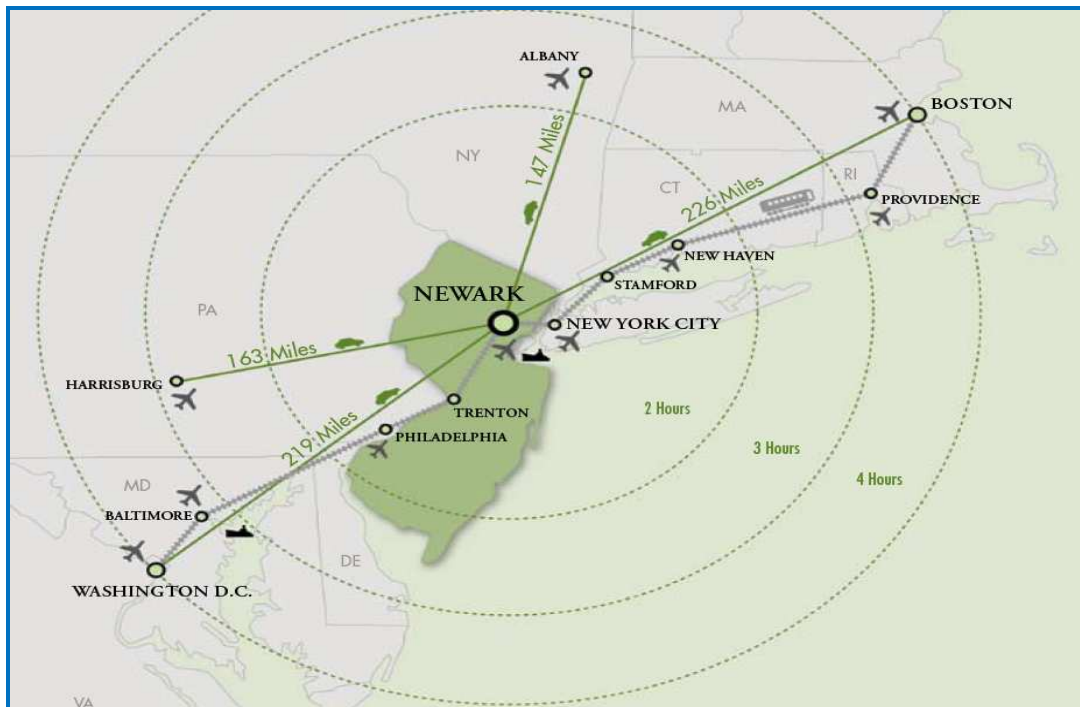 ALBANY
BOSTON
MA
NY
147 Miles
CT
RI
226 Miles
PROVIDENCE
NEW HAVEN
STAMFORD
NEWARK
NEW YORK CITY
PA
163 Miles
HARRISBURG
TRENTON
2 Hours
PHILADELPHIA
219 Miles
3 Hours
4 Hours
MD
BALTIMORE
DE
WASHINGTON D.C.
VA